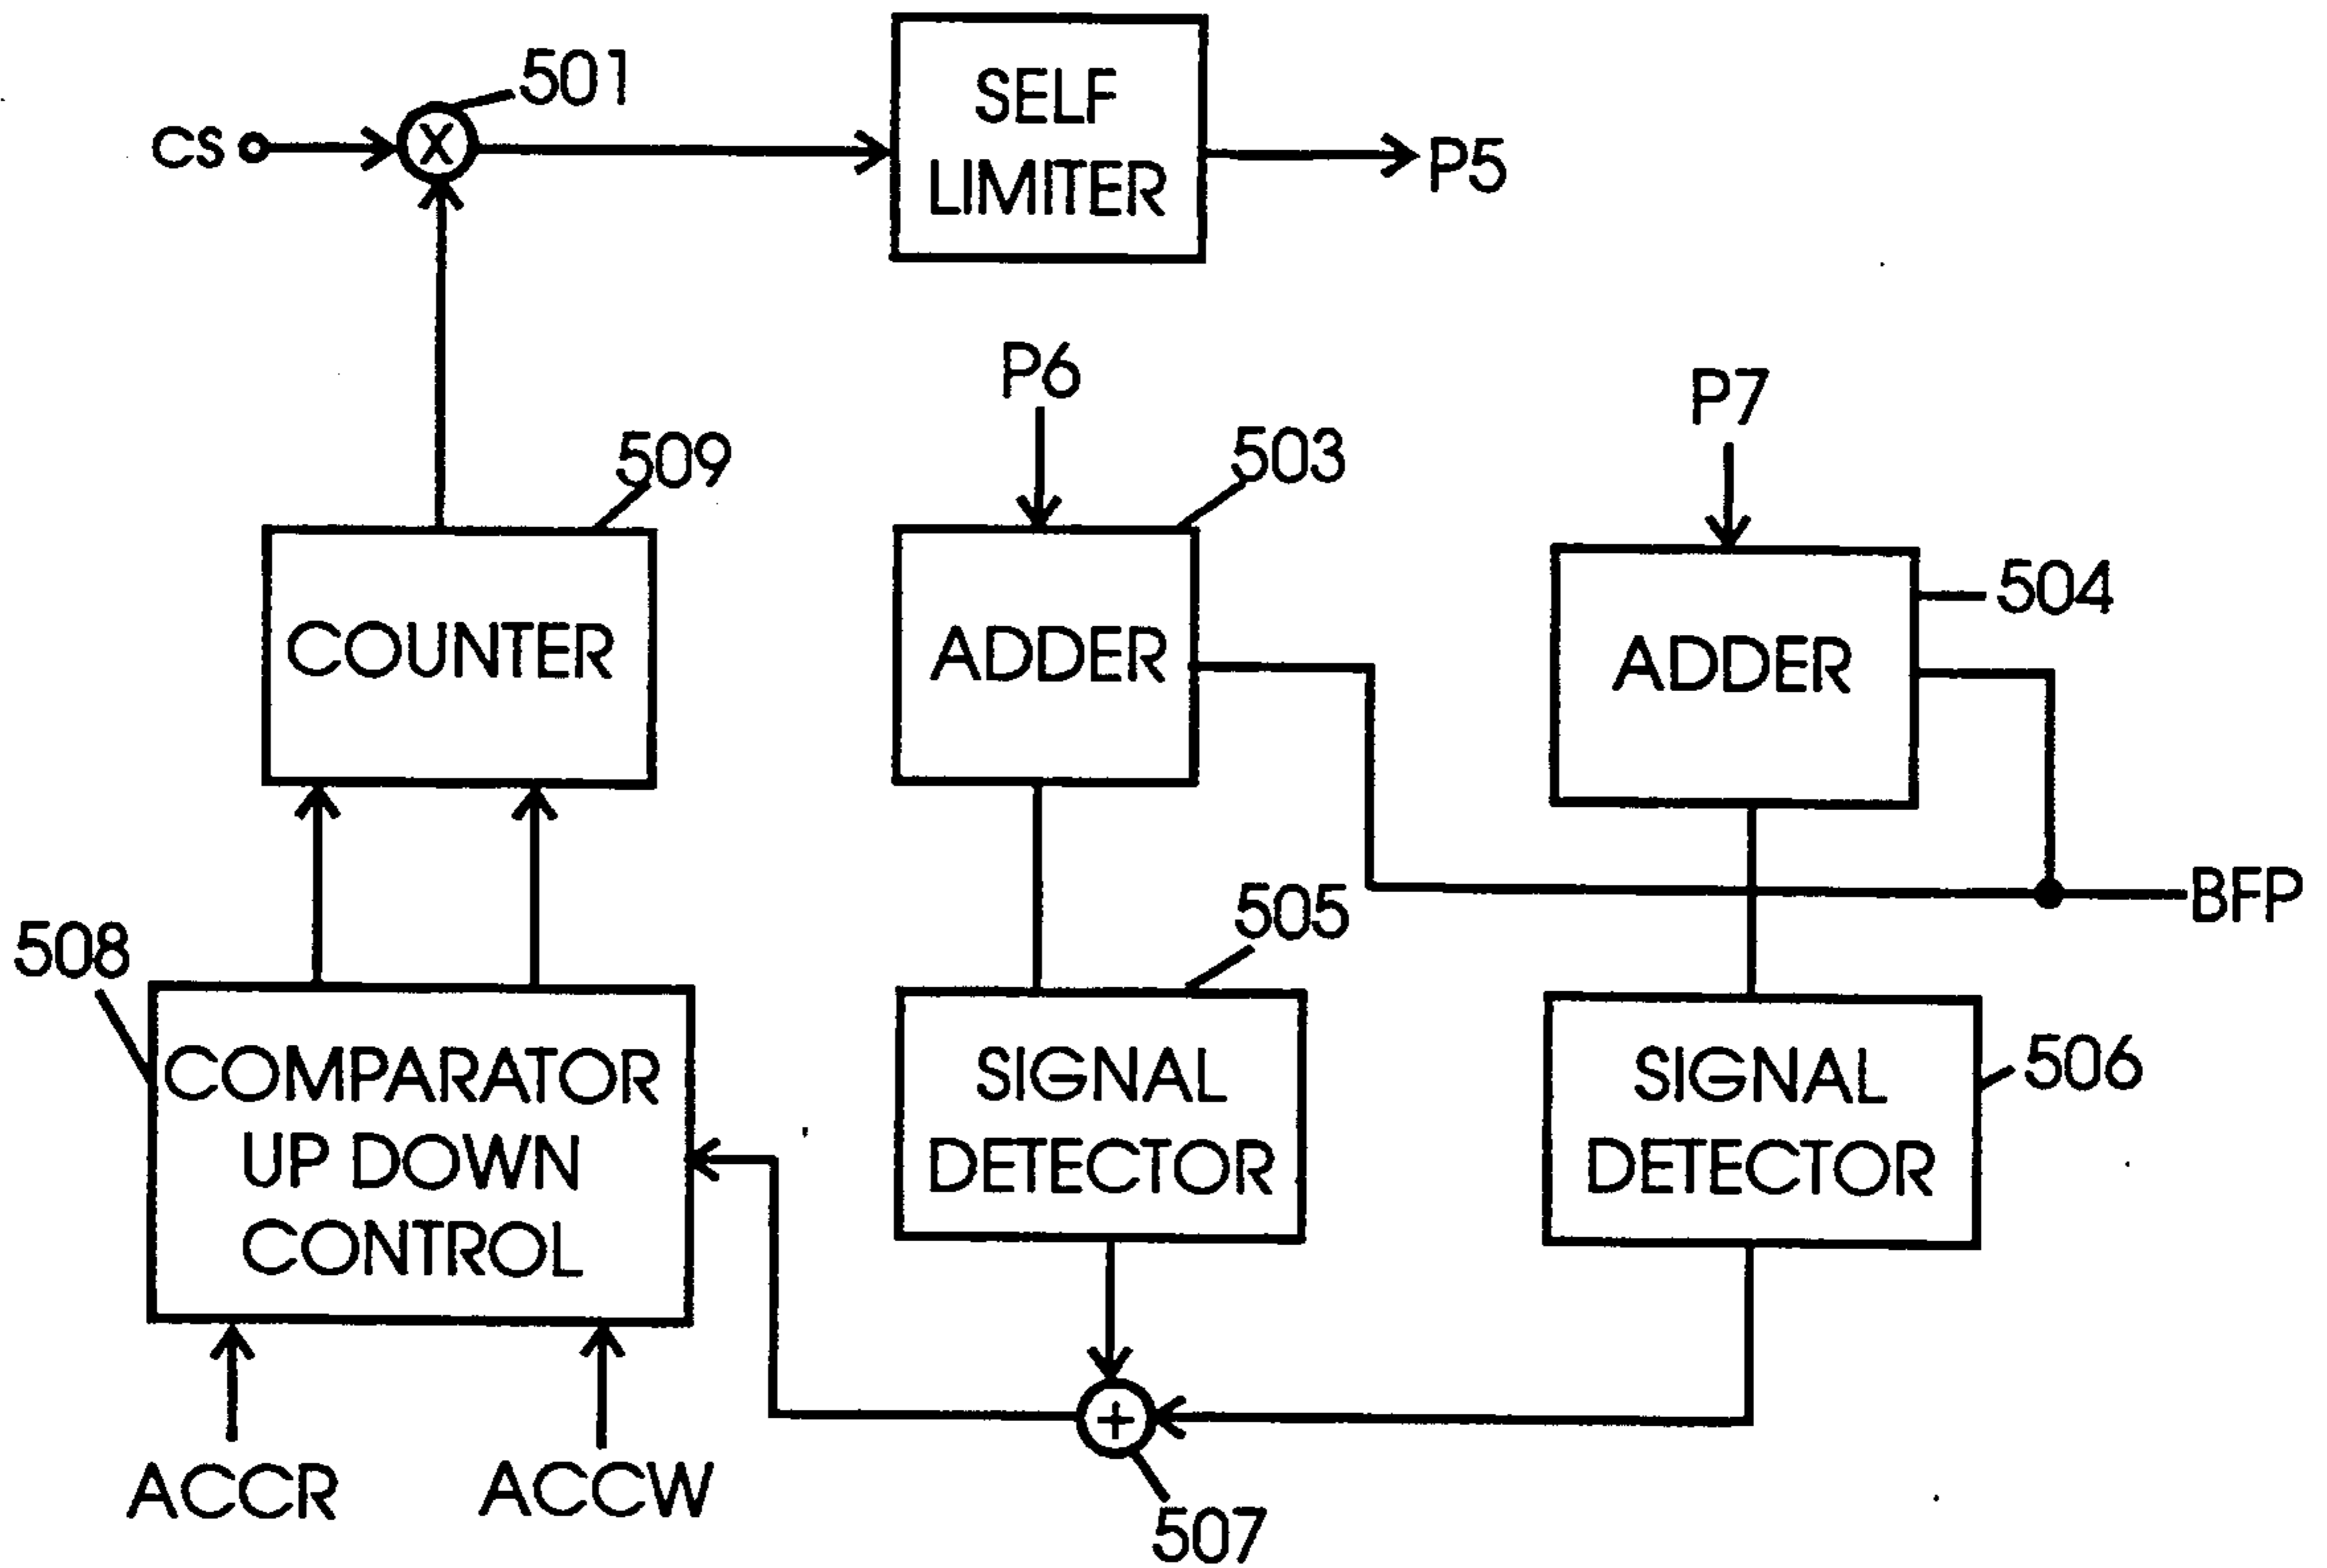 501
CS
X
SELF
LIMITER
P5
P6
P7
509
503
504
COUNTER
ADDER
ADDER
BFP
508
505
506
COMPARATOR
UP DOWN
CONTROL
SIGNAL
DETECTOR
SIGNAL
DETECTOR
+
ACCR
ACCW
507